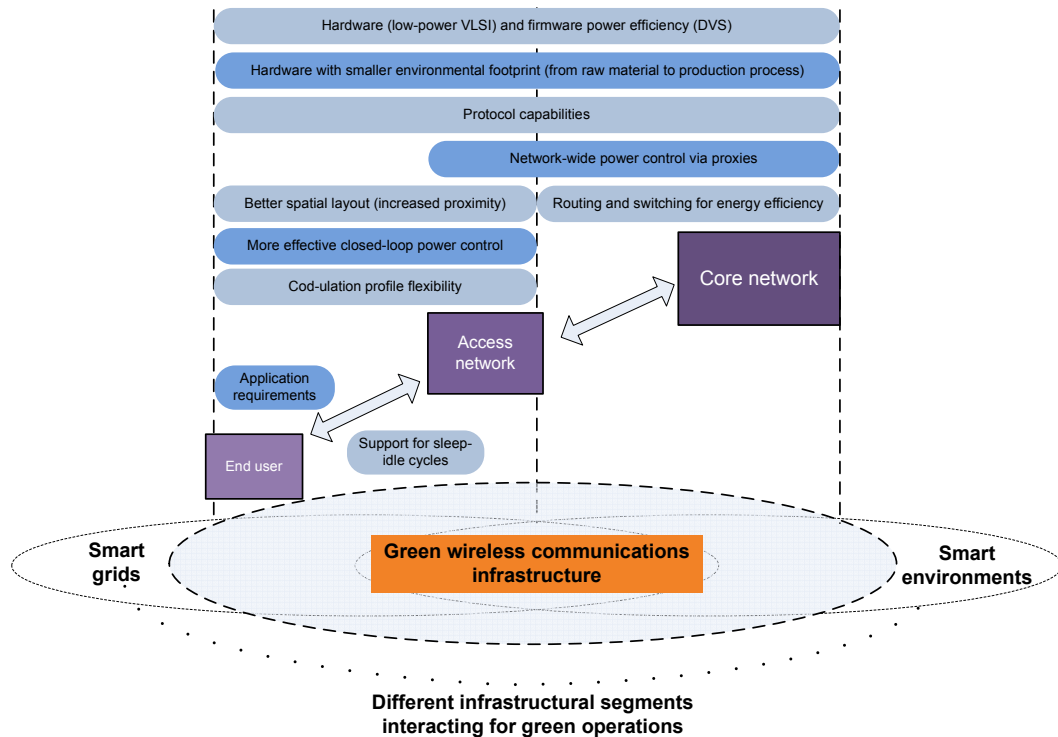 Hardware (low-power VLSI) and firmware power efficiency (DVS)
Hardware with smaller environmental footprint (from raw material to production process)
Protocol capabilities
Network-wide power control via proxies
Better spatial layout (increased proximity)
Routing and switching for energy efficiency
More effective closed-loop power control
Cod-ulation profile flexibility
Core network
Access
network
Application
requirements
Support for sleep-
idle cycles
End user
Smart
grids
Green wireless communications
infrastructure
Smart
environments
Different infrastructural segments
interacting for green operations